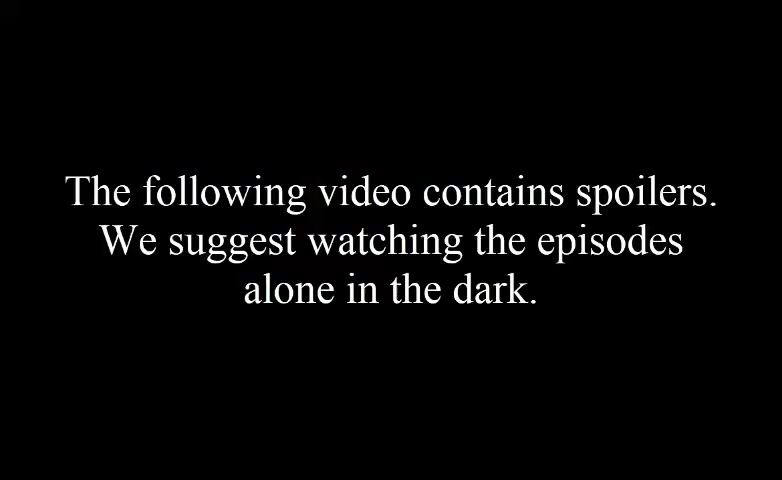 The following video contains spoilers.
We suggest watching the episodes
alone in the dark.